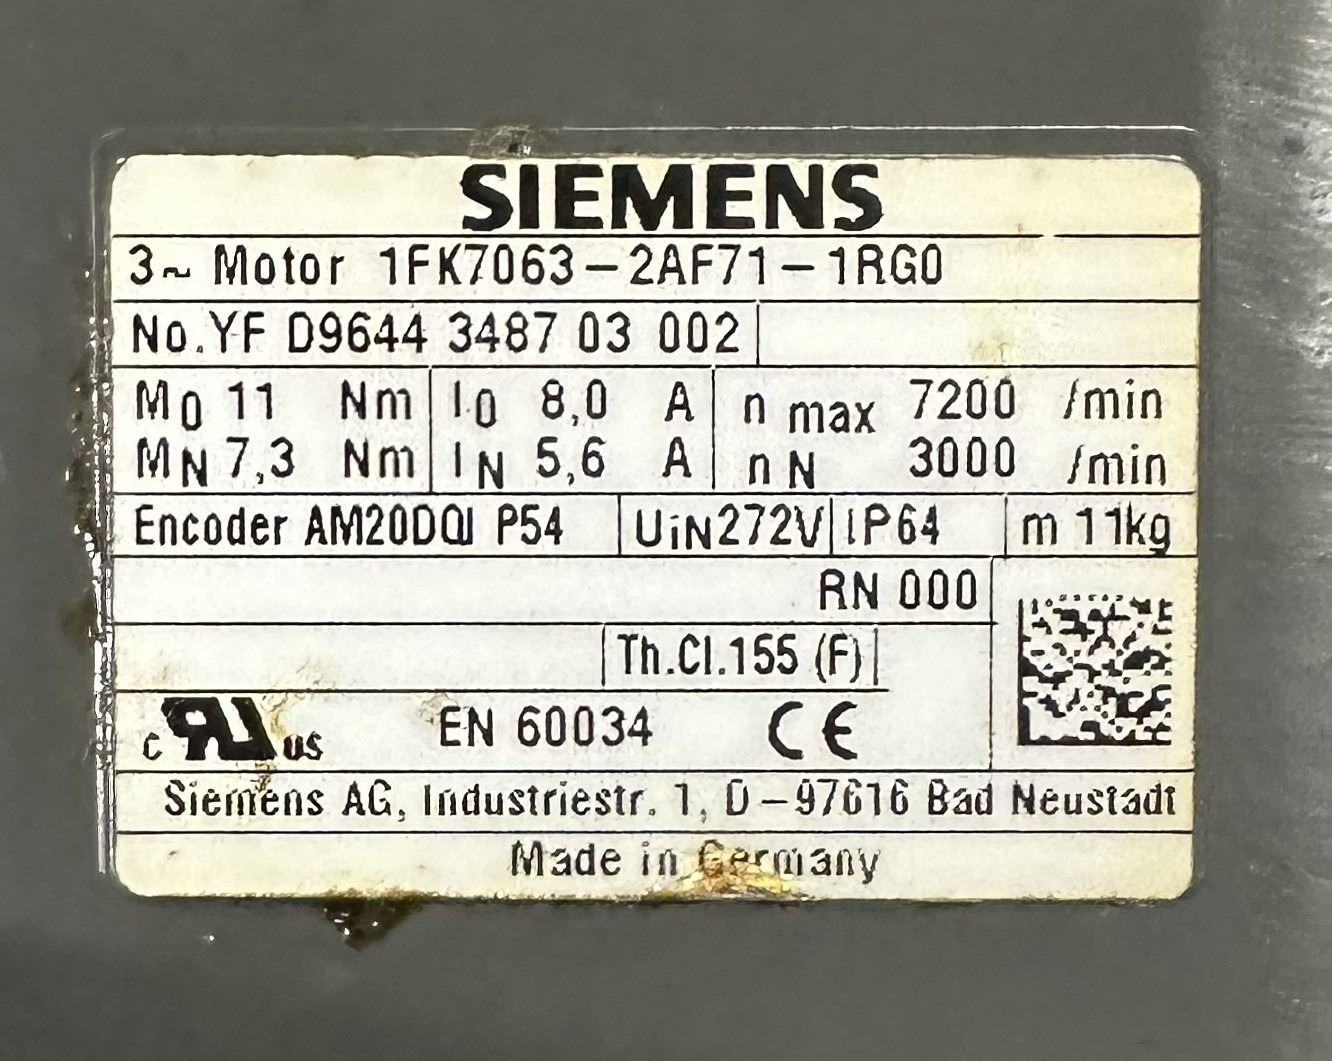 SIEMENS
3~ Motor 1FK7063-2AF71-1RG0
No.YF D9644 3487 03 002
M0 11 Nm I0 8,0 A n max 7200 /min
MN 7,3 Nm IN 5,6 A n N 3000 /min
Encoder AM20DQI P54 UiN272V IP64 m 11kg
RN 000
Th.Cl.155 (F)
c RU us EN 60034 CE
Siemens AG, Industriestr. 1, D-97616 Bad Neustadt
Made in Germany